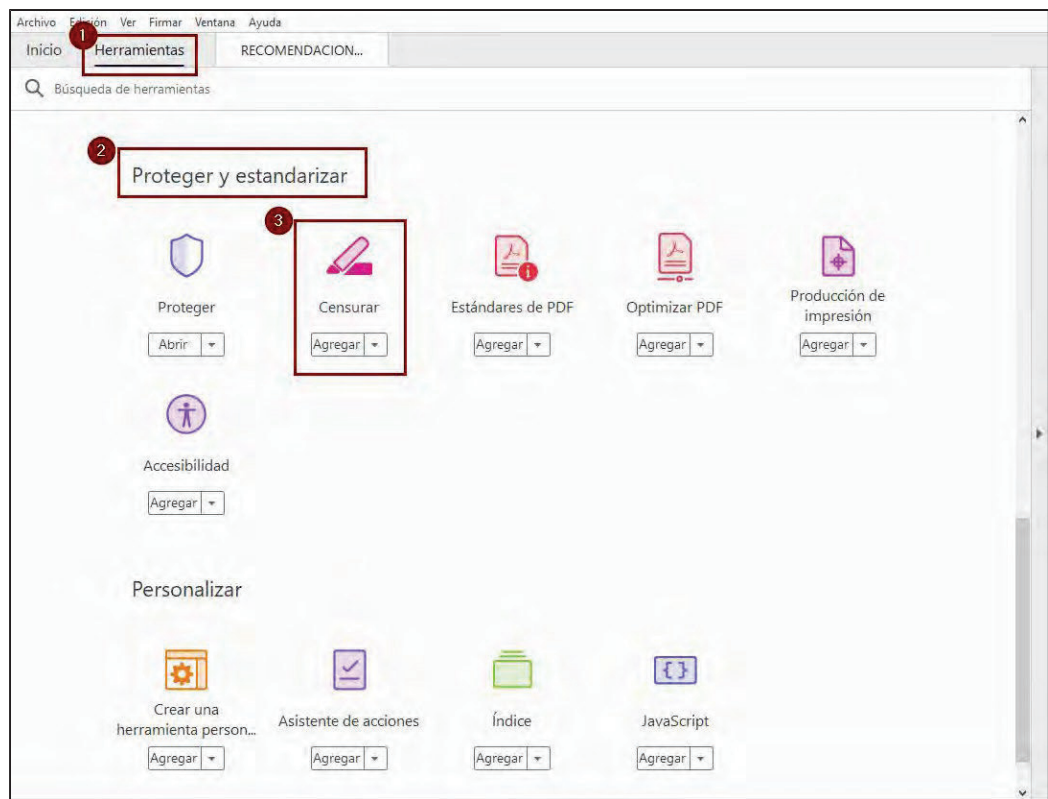 Archivo Edición Ver Firmar Ventana Ayuda
1
Inicio Herramientas RECOMENDACION...
Búsqueda de herramientas
2
Proteger y estandarizar
3
Proteger Censurar Estándares de PDF Optimizar PDF Producción de impresión
Abrir Agregar Agregar Agregar Agregar
Accesibilidad
Agregar
Personalizar
Crear una herramienta person... Asistente de acciones Índice JavaScript
Agregar Agregar Agregar Agregar